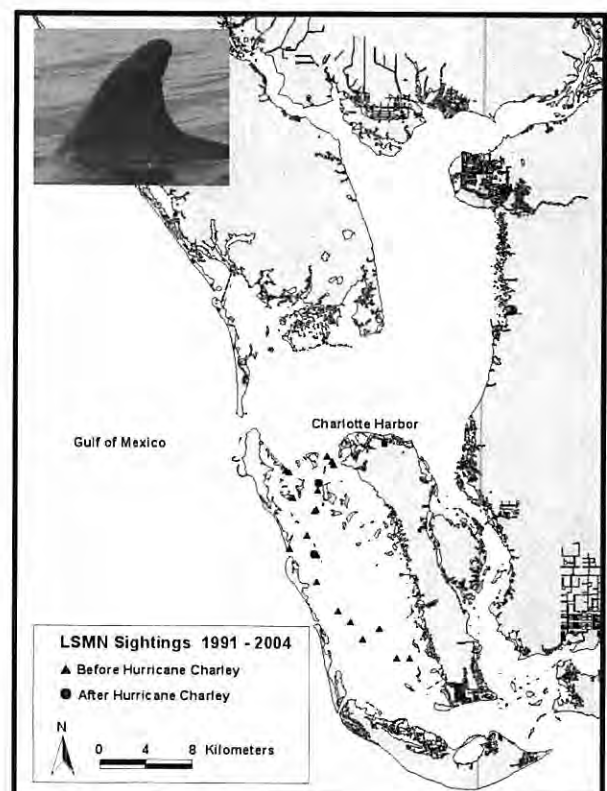 Charlotte Harbor
Gulf of Mexico
LSMN Sightings 1991 - 2004
Before Hurricane Charley
After Hurricane Charley
N
0 4 8 Kilometers